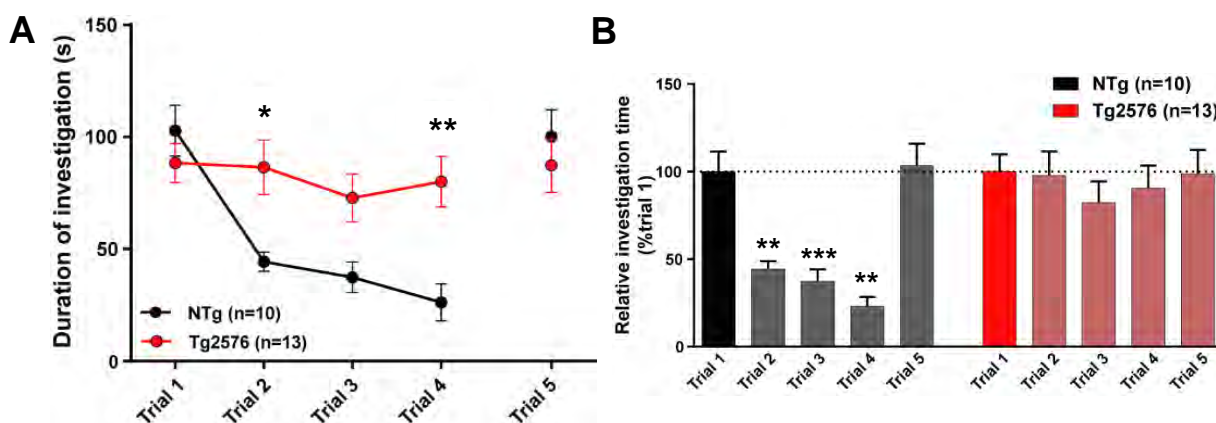 A
Duration of investigation (s)
150
100
50
0
*
**
NTg (n=10)
Tg2576 (n=13)
Trial 1
Trial 2
Trial 3
Trial 4
Trial 5
B
Relative investigation time
(%trial 1)
150
100
50
0
NTg (n=10)
Tg2576 (n=13)
**
***
**
Trial 1
Trial 2
Trial 3
Trial 4
Trial 5
Trial 1
Trial 2
Trial 3
Trial 4
Trial 5